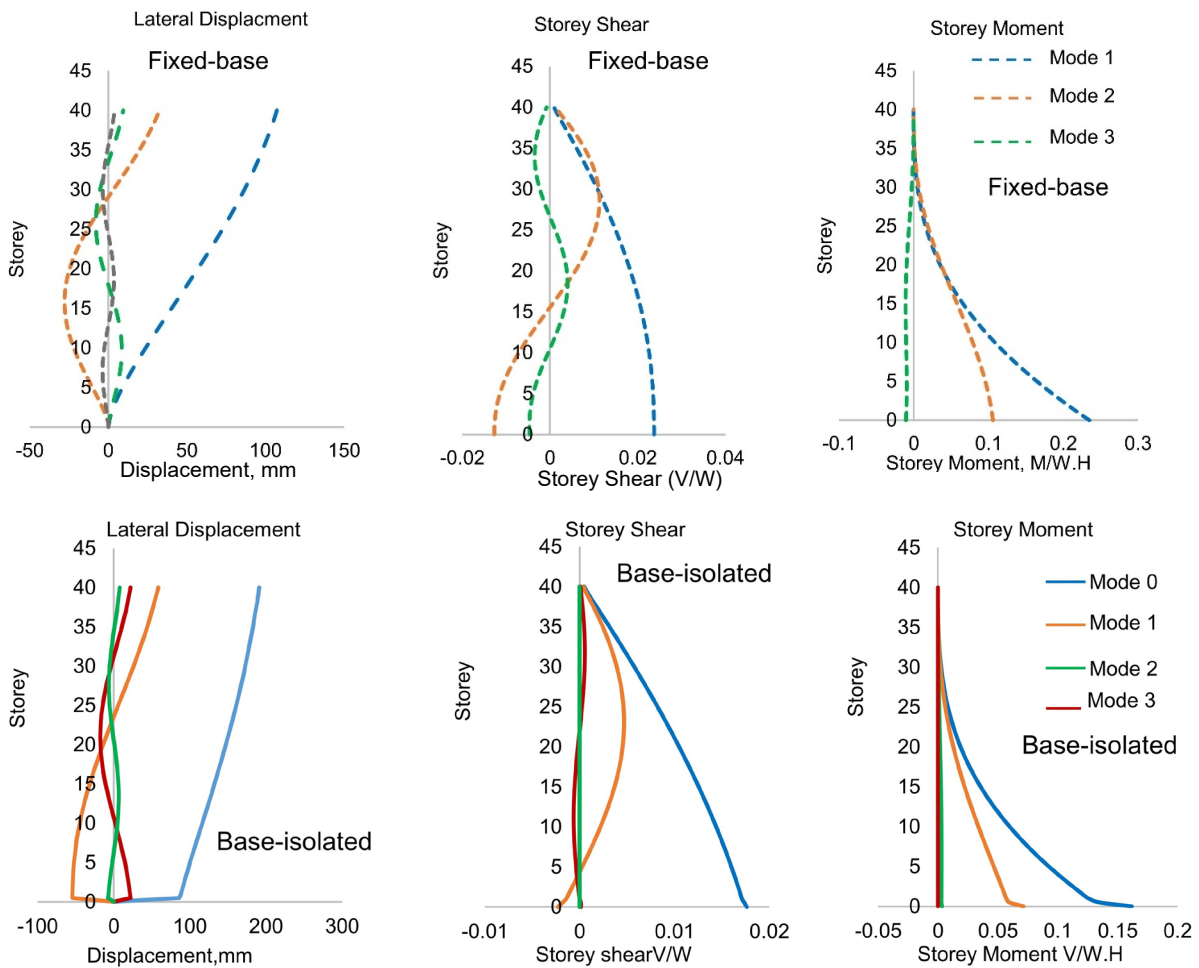 Lateral Displacment
Fixed-base
45
40
35
30
25
20
15
10
5
0
-50
0
50
100
150
Storey
Displacement, mm
Storey Shear
Fixed-base
45
40
35
30
25
20
15
10
5
0
-0.02
0
0.02
0.04
Storey
Storey Shear (V/W)
Storey Moment
Mode 1
Mode 2
Mode 3
Fixed-base
45
40
35
30
25
20
15
10
5
0
-0.1
0
0.1
0.2
0.3
Storey
Storey Moment, M/W.H
Lateral Displacement
45
40
35
30
25
20
15
10
5
0
-100
0
100
200
300
Storey
Base-isolated
Displacement,mm
Storey Shear
Base-isolated
45
40
35
30
25
20
15
10
5
0
-0.01
0
0.01
0.02
Storey
Storey shearV/W
Storey Moment
Mode 0
Mode 1
Mode 2
Mode 3
Base-isolated
45
40
35
30
25
20
15
10
5
0
-0.05
0
0.05
0.1
0.15
0.2
Storey
Storey Moment V/W.H